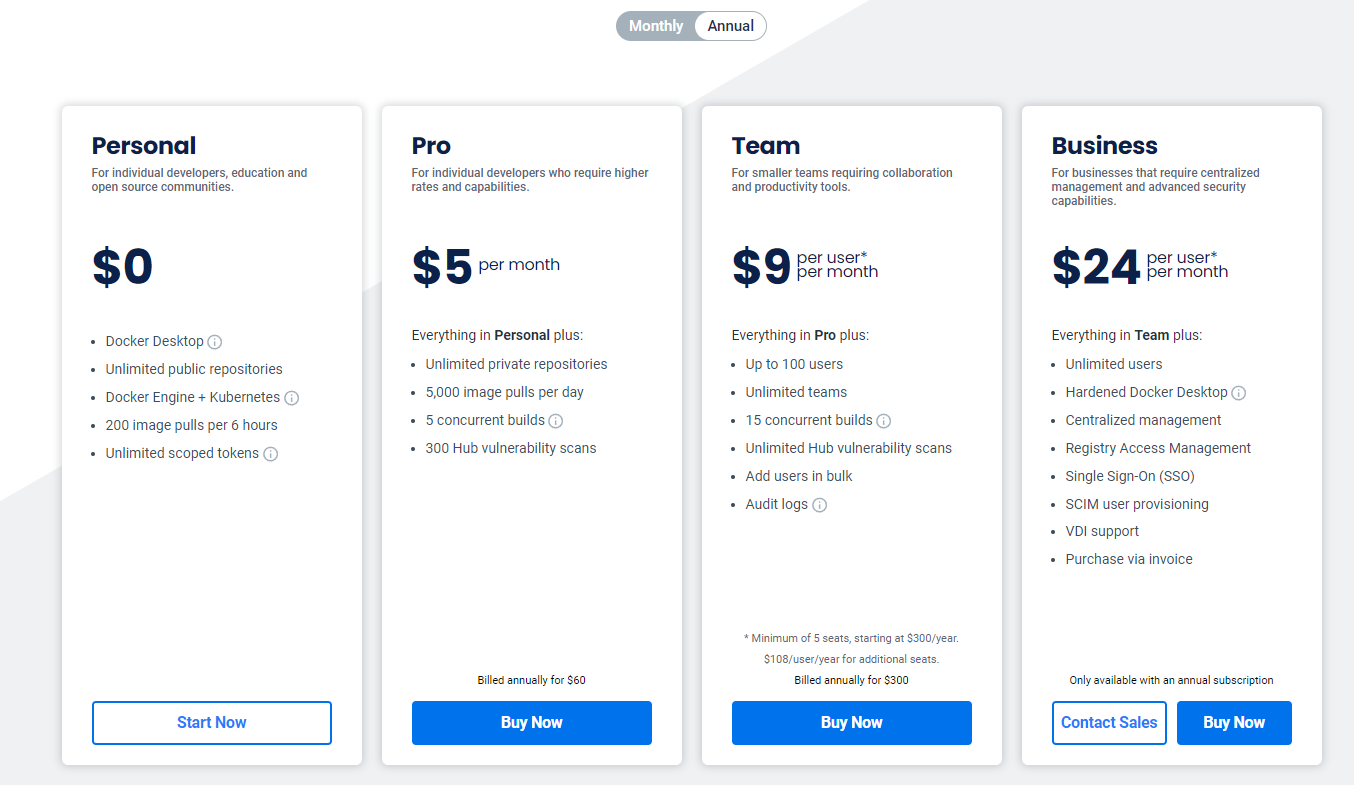 Monthly Annual
Personal
For individual developers, education and
open source communities.
$0
Docker Desktop
Unlimited public repositories
Docker Engine + Kubernetes
200 image pulls per 6 hours
Unlimited scoped tokens
Start Now
Pro
For individual developers who require higher
rates and capabilities.
$5 per month
Everything in Personal plus:
Unlimited private repositories
5,000 image pulls per day
5 concurrent builds
300 Hub vulnerability scans
Billed annually for $60
Buy Now
Team
For smaller teams requiring collaboration
and productivity tools.
$9 per user*
per month
Everything in Pro plus:
Up to 100 users
Unlimited teams
15 concurrent builds
Unlimited Hub vulnerability scans
Add users in bulk
Audit logs
* Minimum of 5 seats, starting at $300/year.
$108/user/year for additional seats.
Billed annually for $300
Buy Now
Business
For businesses that require centralized
management and advanced security
capabilities.
$24 per user*
per month
Everything in Team plus:
Unlimited users
Hardened Docker Desktop
Centralized management
Registry Access Management
Single Sign-On (SSO)
SCIM user provisioning
VDI support
Purchase via invoice
Only available with an annual subscription
Contact Sales Buy Now